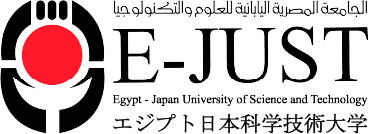 الجامعة المصرية اليابانية للعلوم والتكنولوجيا
E-JUST
Egypt - Japan University of Science and Technology
エジプト日本科学技術大学